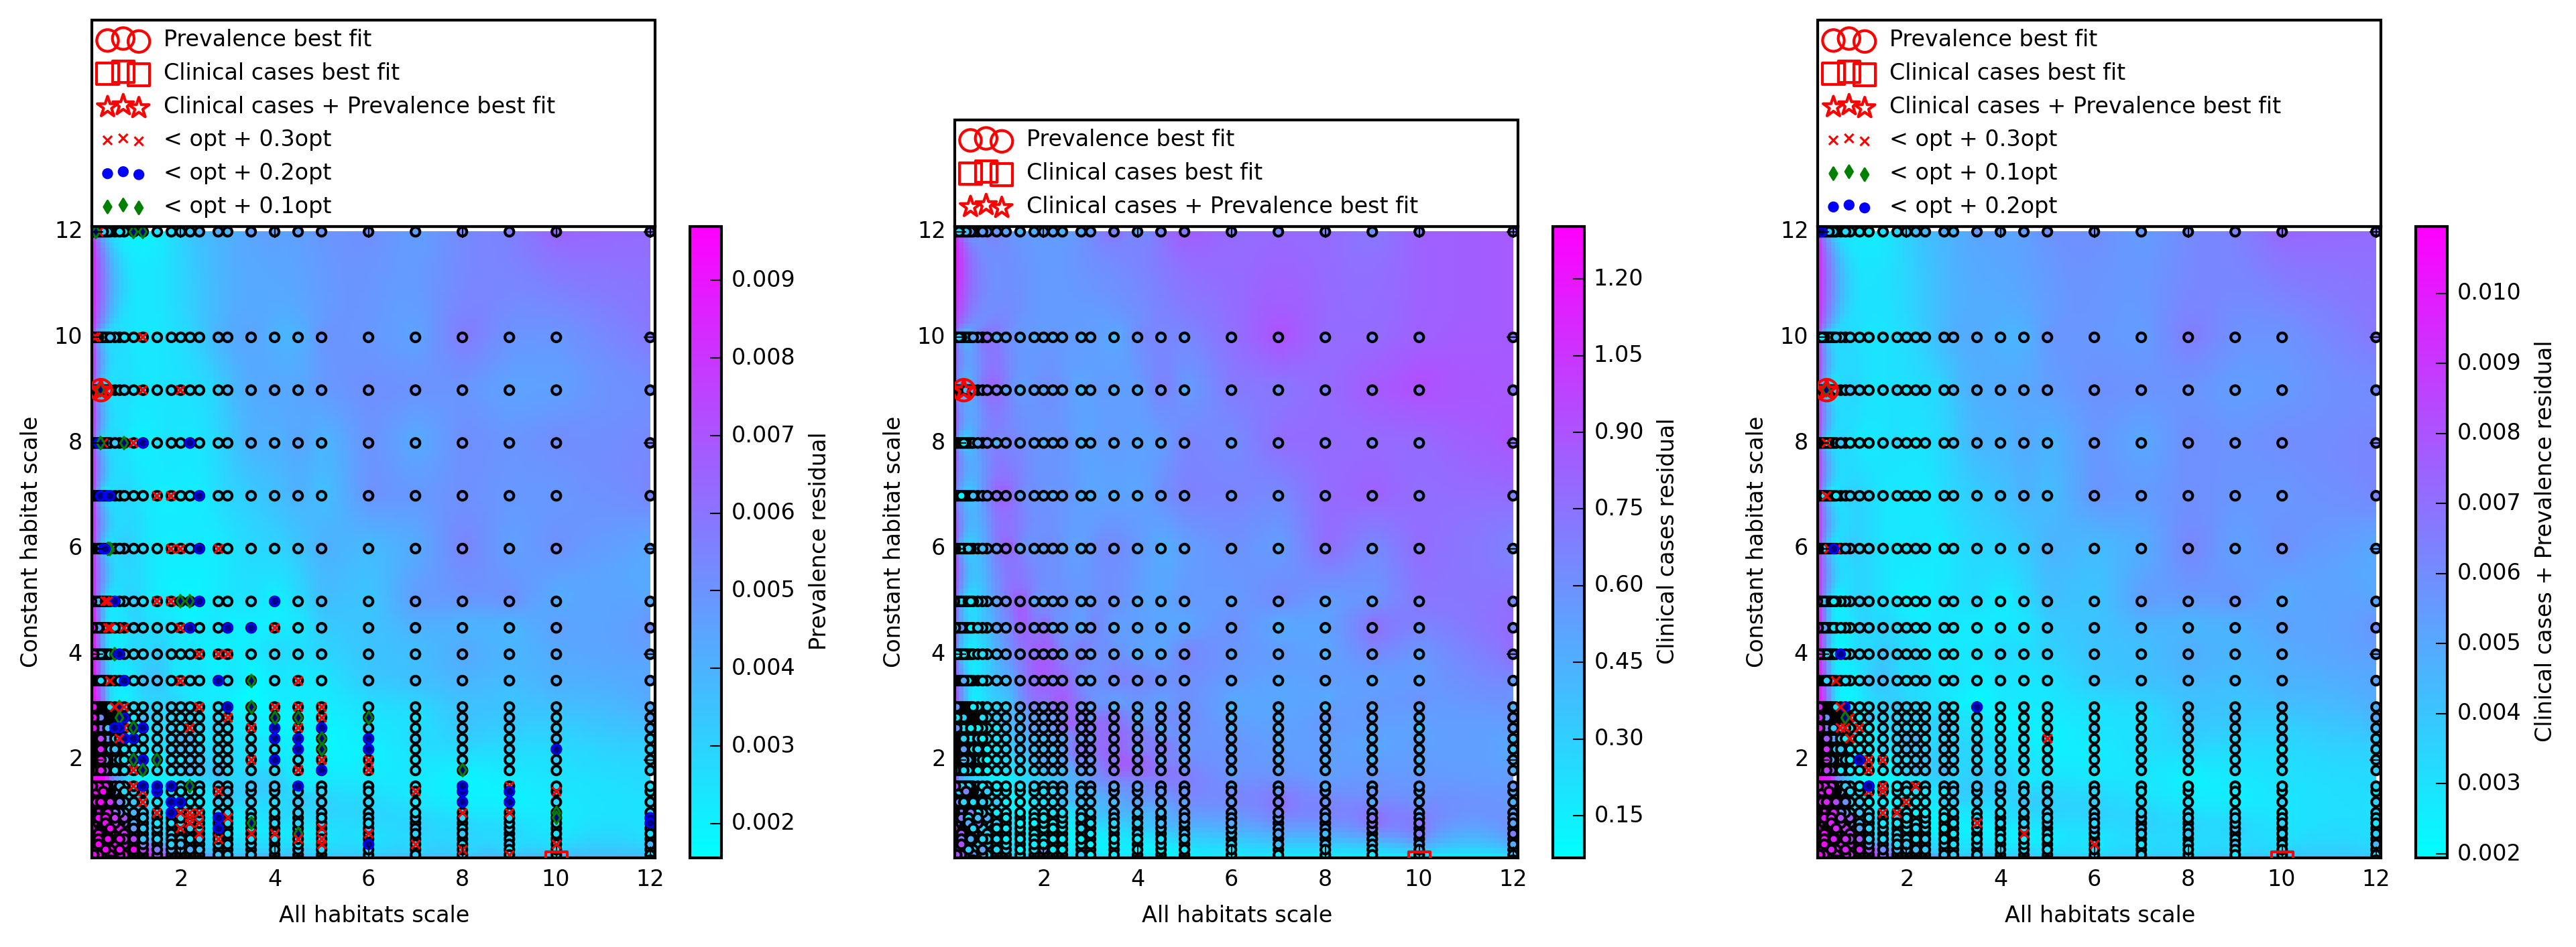 Prevalence best fit
Clinical cases best fit
Clinical cases + Prevalence best fit
< opt + 0.3opt
< opt + 0.2opt
< opt + 0.1opt
12
10
8
6
4
2
2 4 6 8 10 12
Constant habitat scale
All habitats scale
0.009
0.008
0.007
0.006
0.005
0.004
0.003
0.002
Prevalence residual
Prevalence best fit
Clinical cases best fit
Clinical cases + Prevalence best fit
12
10
8
6
4
2
2 4 6 8 10 12
Constant habitat scale
All habitats scale
1.20
1.05
0.90
0.75
0.60
0.45
0.30
0.15
Clinical cases residual
Prevalence best fit
Clinical cases best fit
Clinical cases + Prevalence best fit
< opt + 0.3opt
< opt + 0.1opt
< opt + 0.2opt
12
10
8
6
4
2
2 4 6 8 10 12
Constant habitat scale
All habitats scale
0.010
0.009
0.008
0.007
0.006
0.005
0.004
0.003
0.002
Clinical cases + Prevalence residual